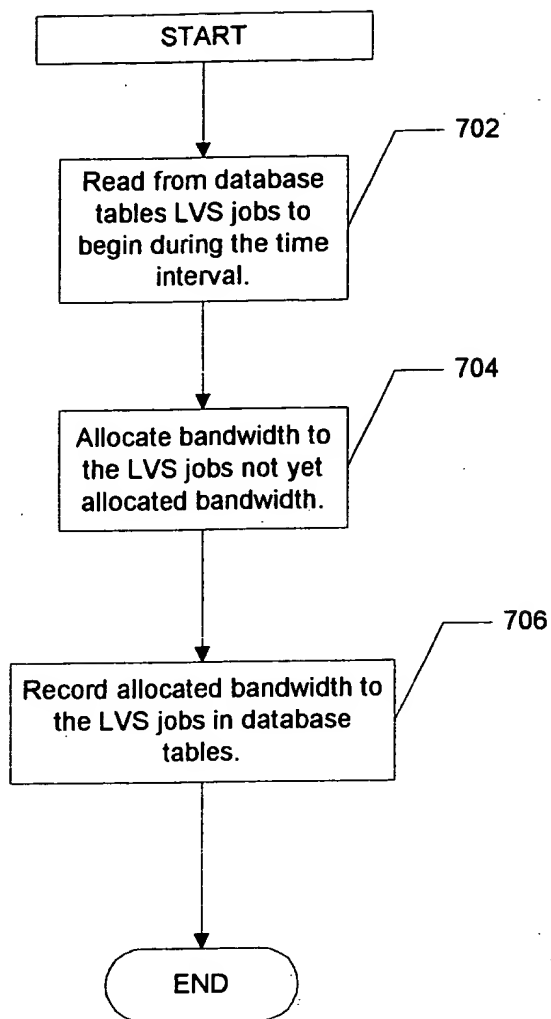 START
702
Read from database
tables LVS jobs to
begin during the time
interval.
704
Allocate bandwidth to
the LVS jobs not yet
allocated bandwidth.
706
Record allocated bandwidth to
the LVS jobs in database
tables.
END